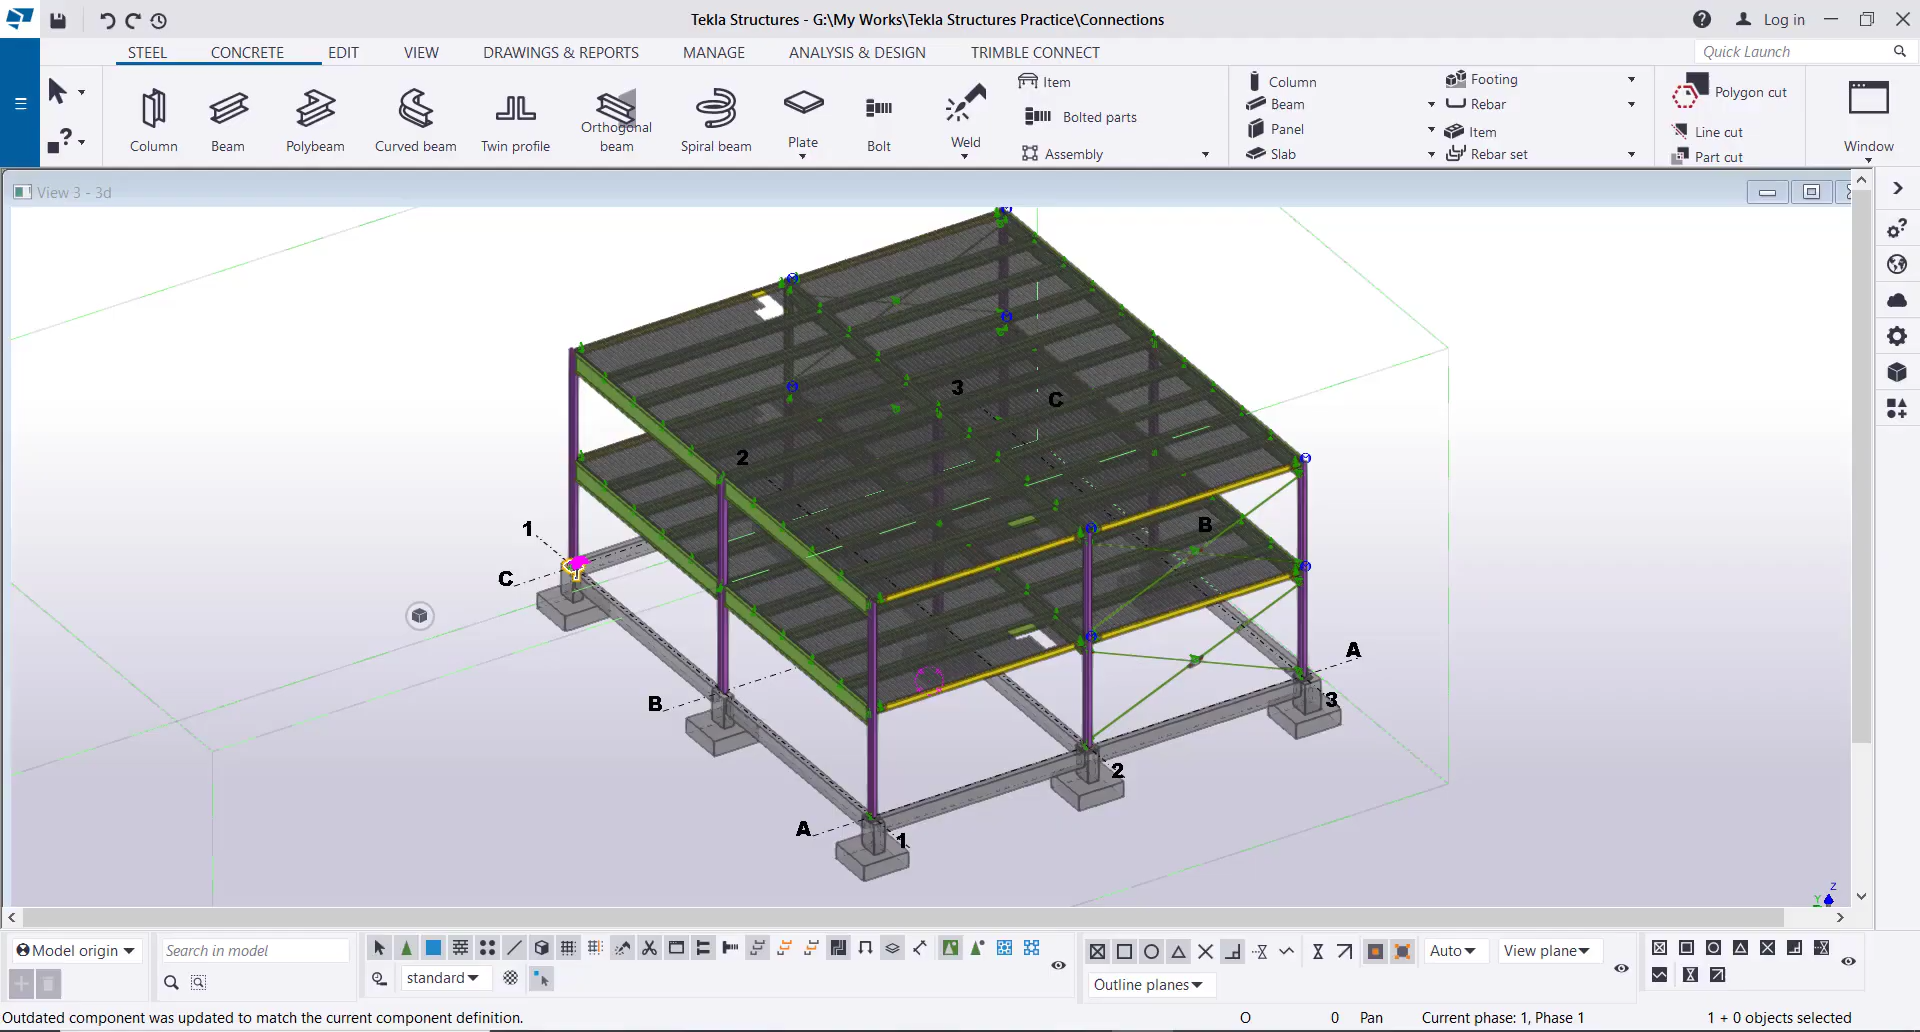 Tekla Structures - G:\My Works\Tekla Structures Practice\Connections
Log in
STEEL CONCRETE EDIT VIEW DRAWINGS & REPORTS MANAGE ANALYSIS & DESIGN TRIMBLE CONNECT
Quick Launch
Column
Beam
Polybeam
Curved beam
Twin profile
Orthogonal
beam
Spiral beam
Plate
Bolt
Weld
Item
Bolted parts
Assembly
Column
Beam
Panel
Slab
Footing
Rebar
Item
Rebar set
Polygon cut
Line cut
Part cut
Window
View 3 - 3d
3
C
2
1
B
C
A
B
3
2
A
1
Z
Y
Model origin
Search in model
standard
Auto
View plane
Outline planes
Outdated component was updated to match the current component definition.
O 0 Pan Current phase: 1, Phase 1 1 + 0 objects selected